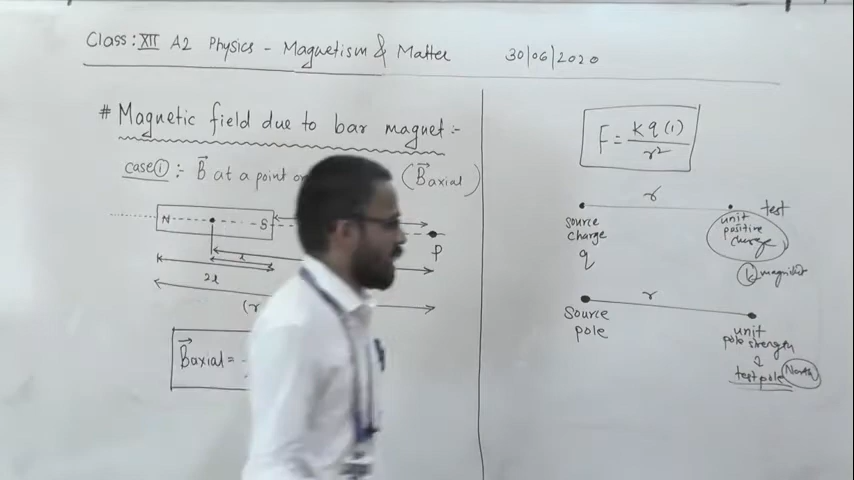 Class: XII A2 Physics - Magnetism & Matter 30/06/2020
# Magnetic field due to bar magnet:-
case ① :- B⃗ at a point on (B⃗axial)
N S
P
2l
(r
B⃗axial =
F = kq(1)/r²
r
test
source charge q
unit positive charge
magnitude
r
Source pole
unit pole strength
test pole North